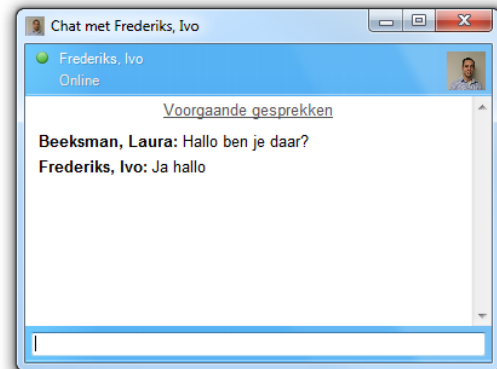 Chat met Frederiks, Ivo
Frederiks, Ivo
Online
Voorgaande gesprekken
Beeksman, Laura: Hallo ben je daar?
Frederiks, Ivo: Ja hallo